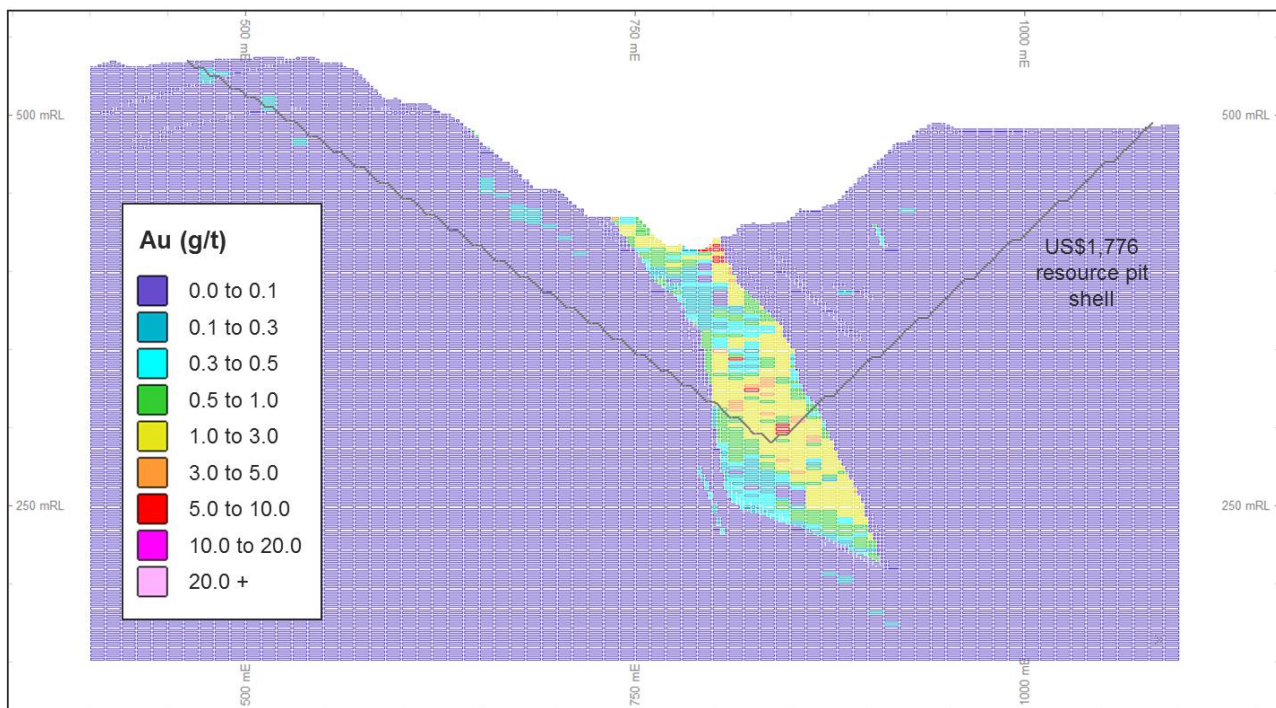 500 mE
750 mE
1000 mE
500 mRL
500 mRL
Au (g/t)
0.0 to 0.1
0.1 to 0.3
0.3 to 0.5
0.5 to 1.0
1.0 to 3.0
3.0 to 5.0
5.0 to 10.0
10.0 to 20.0
20.0 +
US$1,776
resource pit
shell
250 mRL
250 mRL
500 mE
750 mE
1000 mE